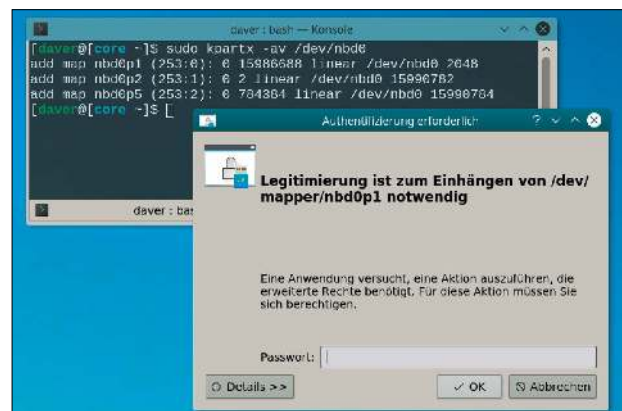 daver : bash — Konsole
[daver@[core ~]$ sudo kpartx -av /dev/nbd0
add map nbd0p1 (253:0): 0 15986688 linear /dev/nbd0 2048
add map nbd0p2 (253:1): 0 2 linear /dev/nbd0 15990782
add map nbd0p5 (253:2): 0 784384 linear /dev/nbd0 15990784
[daver@[core ~]$
daver : bas
Authentifizierung erforderlich
Legitimierung ist zum Einhängen von /dev/
mapper/nbd0p1 notwendig
Eine Anwendung versucht, eine Aktion auszuführen, die
erweiterte Rechte benötigt. Für diese Aktion müssen Sie
sich berechtigen.
Passwort:
Details >>
OK
Abbrechen